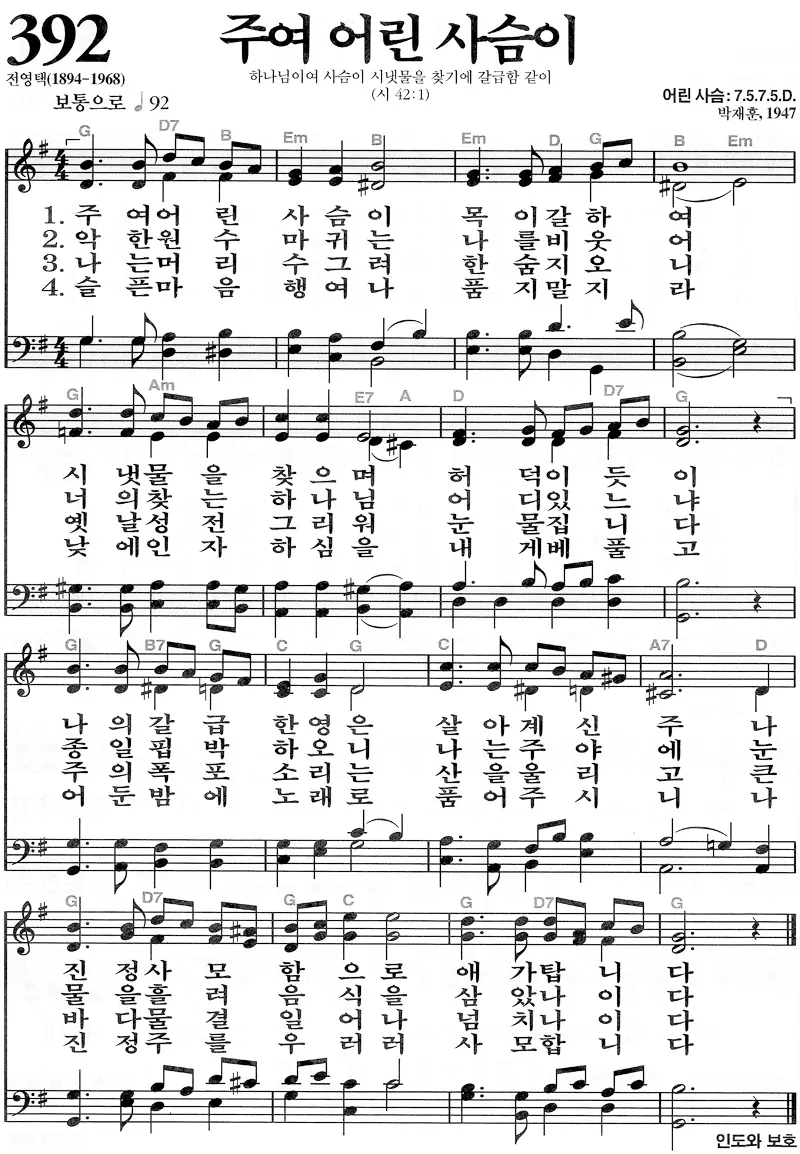 392 주여 어린 사슴이
전영택(1894-1968)
하나님이여 사슴이 시냇물을 찾기에 갈급함 같이
(시 42:1)
보통으로 ♩92
어린 사슴: 7.5.7.5.D.
박재훈, 1947
G D7 B Em B Em D G B Em
1. 주 여 어 린 사 슴 이 목 이 갈 하 여
2. 악 한 원 수 마 귀 는 나 를 비 웃 어
3. 나 는 머 리 수 그 려 한 숨 지 오 니
4. 슬 픈 마 음 행 여 나 품 지 말 지 라
G Am E7 A D D7 G
시 냇 물 을 찾 으 며 허 덕 이 듯 이
너 의 찾 는 하 나 님 어 디 있 느 냐
옛 날 성 전 그 리 워 눈 물 집 니 다
낮 에 인 자 하 심 을 내 게 베 풀 고
G B7 G C G C A7 D
나 의 갈 급 한 영 은 살 아 계 신 주 나
종 일 핍 박 하 오 니 나 는 주 야 에 눈
주 의 폭 포 소 리 는 산 을 울 리 고 큰
어 둔 밤 에 노 래 로 품 어 주 시 니 나
G D7 G C G D7 G
진 정 사 모 함 으 로 애 가 탑 니 다
물 을 흘 려 음 식 을 삼 았 나 이 다
바 다 물 결 일 어 나 넘 치 나 이 다
진 정 주 를 우 러 러 사 모 합 니 다
인도와 보호